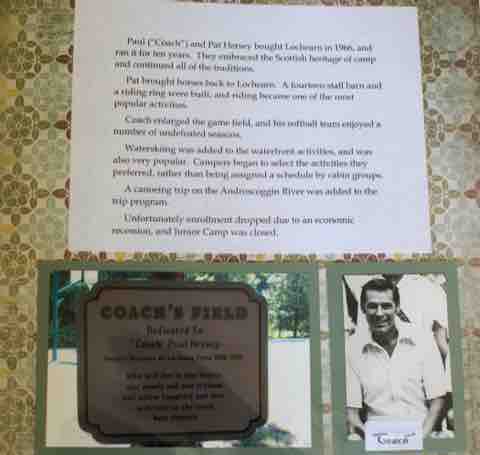 Paul ("Coach") and Pat Hersey bought Lochearn in 1966, and
ran it for ten years. They embraced the Scottish heritage of camp
and continued all of the traditions.
Pat brought horses back to Lochearn. A fourteen stall barn and
a riding ring were built, and riding became one of the most
popular activities.
Coach enlarged the game field, and his softball team enjoyed a
number of undefeated seasons.
Waterskiing was added to the waterfront activities, and was
also very popular. Campers began to select the activities they
preferred, rather than being assigned a schedule by cabin groups.
A canoeing trip on the Androscoggin River was added to the
trip program.
Unfortunately enrollment dropped due to an economic
recession, and Junior Camp was closed.
COACH'S FIELD
Dedicated To
"Coach" Paul Hersey
"Coach"